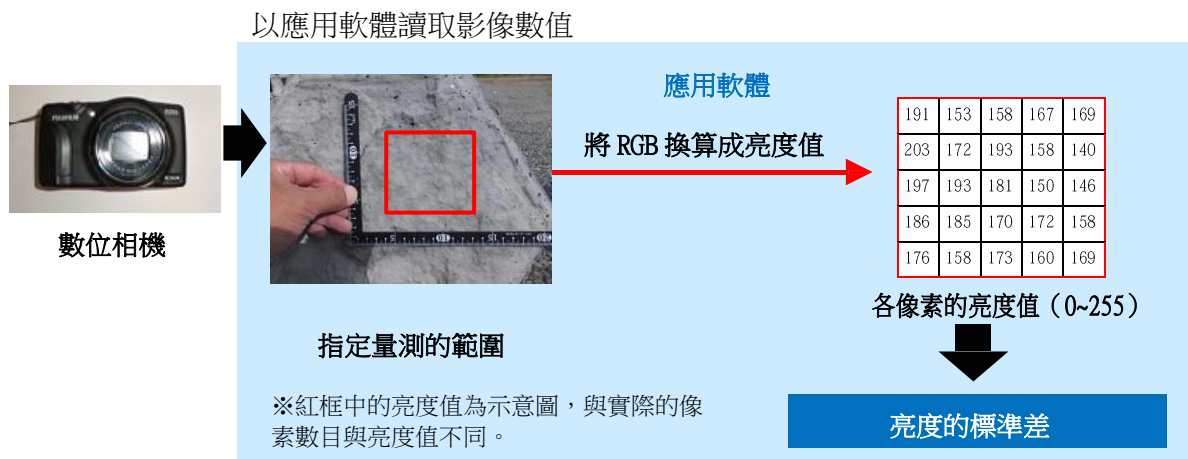 以應用軟體讀取影像數值
FUJIFILM
數位相機
指定量測的範圍
※紅框中的亮度值為示意圖，與實際的像
素數目與亮度值不同。
應用軟體
將 RGB 換算成亮度值
191 153 158 167 169
203 172 193 158 140
197 193 181 150 146
186 185 170 172 158
176 158 173 160 169
各像素的亮度值（0~255）
亮度的標準差